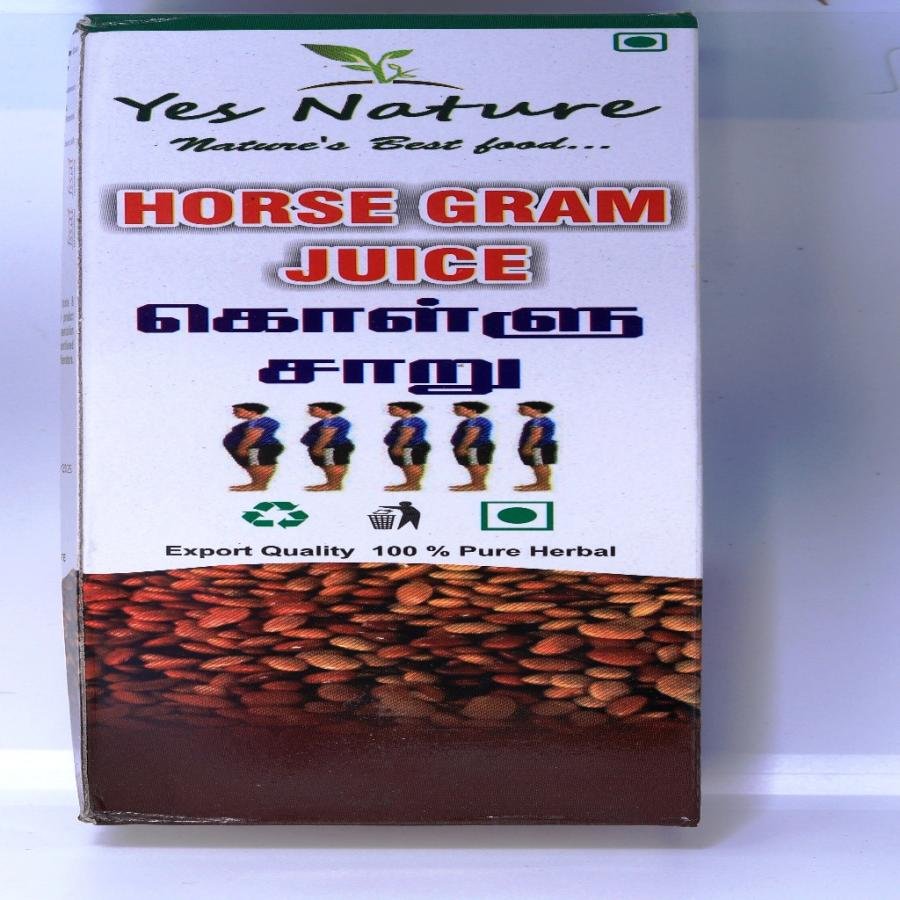 Yes Nature
Nature's Best food...
HORSE GRAM
JUICE
கொள்ளு
சாறு
Export Quality 100 % Pure Herbal